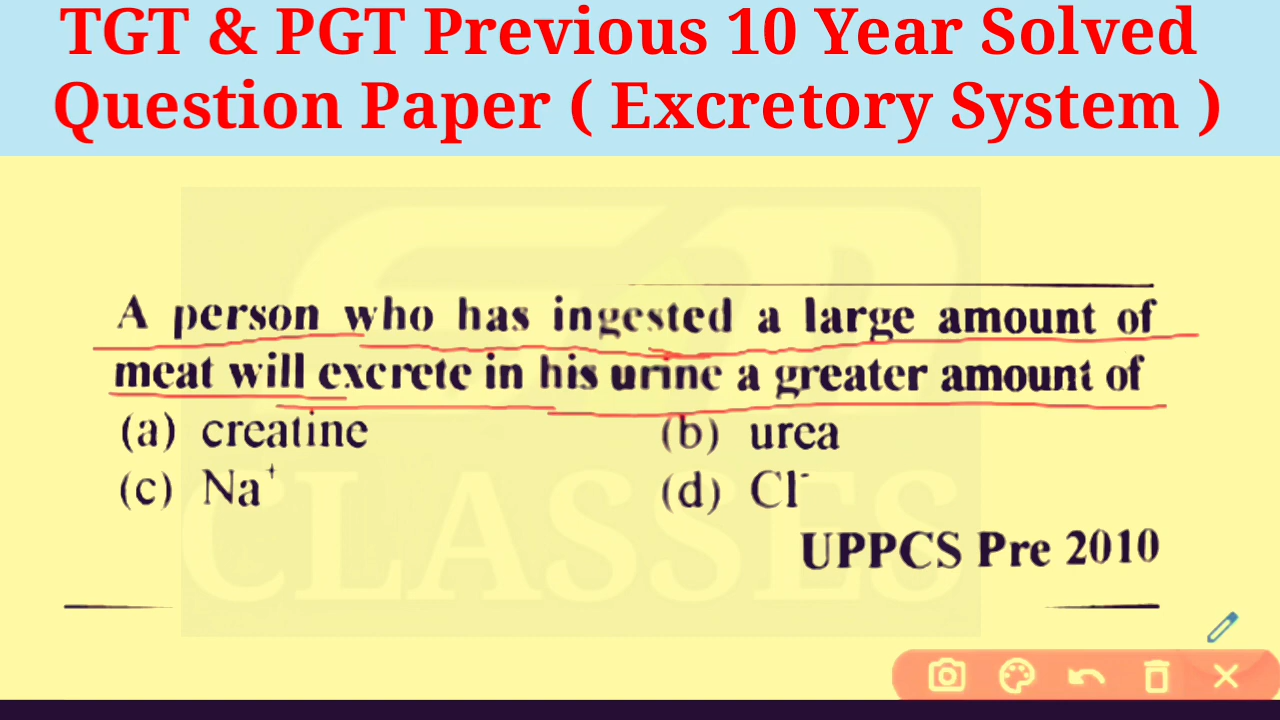 TGT & PGT Previous 10 Year Solved
Question Paper ( Excretory System )
A person who has ingested a large amount of
meat will excrete in his urine a greater amount of
(a) creatine (b) urea
(c) Na⁺ (d) Cl⁻
UPPCS Pre 2010
CLASSES